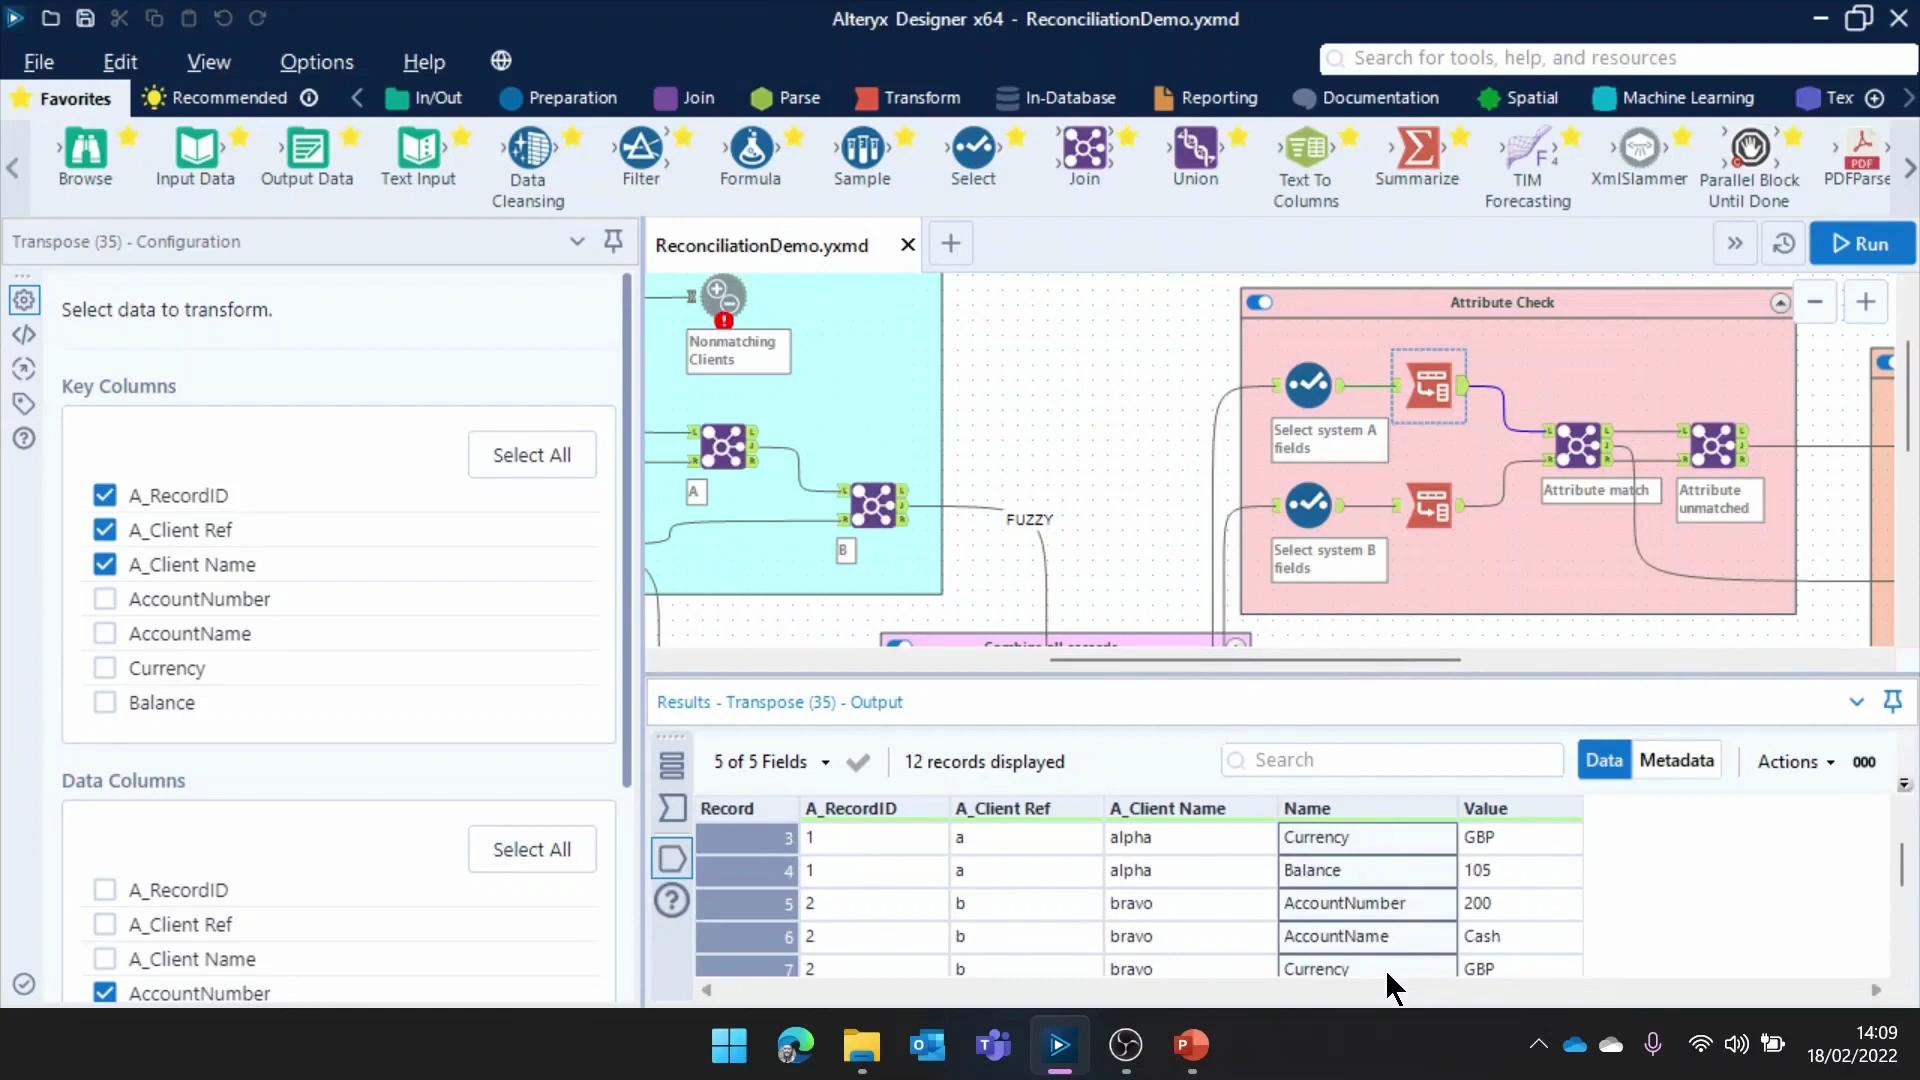 Alteryx Designer x64 - ReconciliationDemo.yxmd
File Edit View Options Help
Search for tools, help, and resources
Favorites Recommended In/Out Preparation Join Parse Transform In-Database Reporting Documentation Spatial Machine Learning Tex
Browse Input Data Output Data Text Input Data Cleansing Filter Formula Sample Select Join Union Text To Columns Summarize TIM Forecasting XmlSlammer Parallel Block Until Done PDFParse
Transpose (35) - Configuration
Select data to transform.
Key Columns
Select All
A_RecordID
A_Client Ref
A_Client Name
AccountNumber
AccountName
Currency
Balance
Data Columns
Select All
A_RecordID
A_Client Ref
A_Client Name
AccountNumber
ReconciliationDemo.yxmd
Run
Nonmatching
Clients
A
B
FUZZY
Attribute Check
Select system A
fields
Select system B
fields
Attribute match
Attribute
unmatched
Combine all records
Results - Transpose (35) - Output
5 of 5 Fields
12 records displayed
Search
Data Metadata
Actions
000
Record A_RecordID A_Client Ref A_Client Name Name Value
3 1 a alpha Currency GBP
4 1 a alpha Balance 105
5 2 b bravo AccountNumber 200
6 2 b bravo AccountName Cash
7 2 b bravo Currency GBP
14:09
18/02/2022